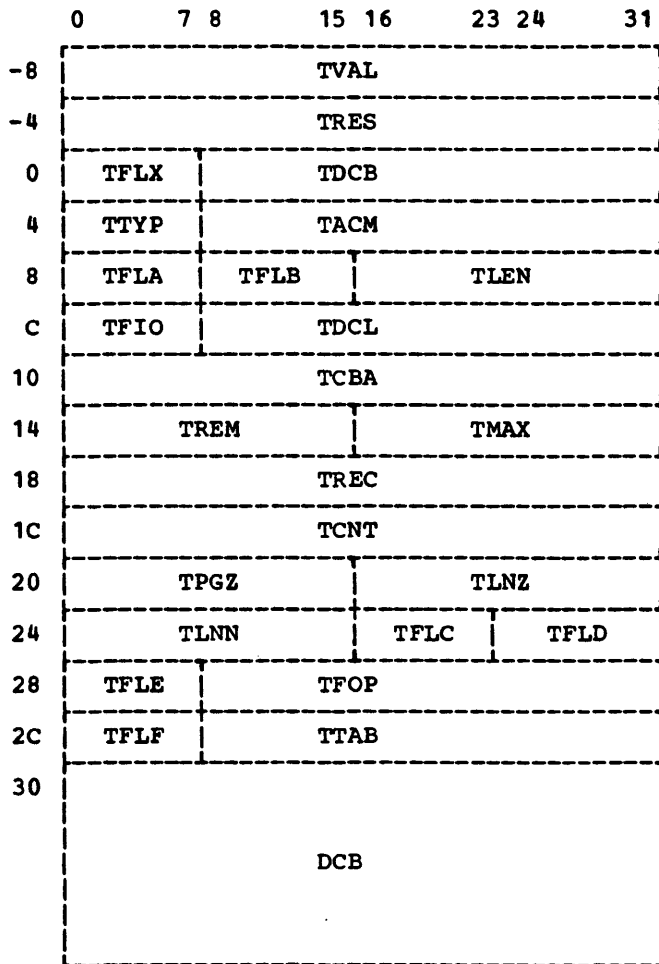 0 7 8 15 16 23 24 31
-8 TVAL
-4 TRES
0 TFLX TDCB
4 TTYP TACM
8 TFLA TFLB TLEN
C TFIO TDCL
10 TCBA
14 TREM TMAX
18 TREC
1C TCNT
20 TPGZ TLNZ
24 TLNN TFLC TFLD
28 TFLE TFOP
2C TFLF TTAB
30
DCB